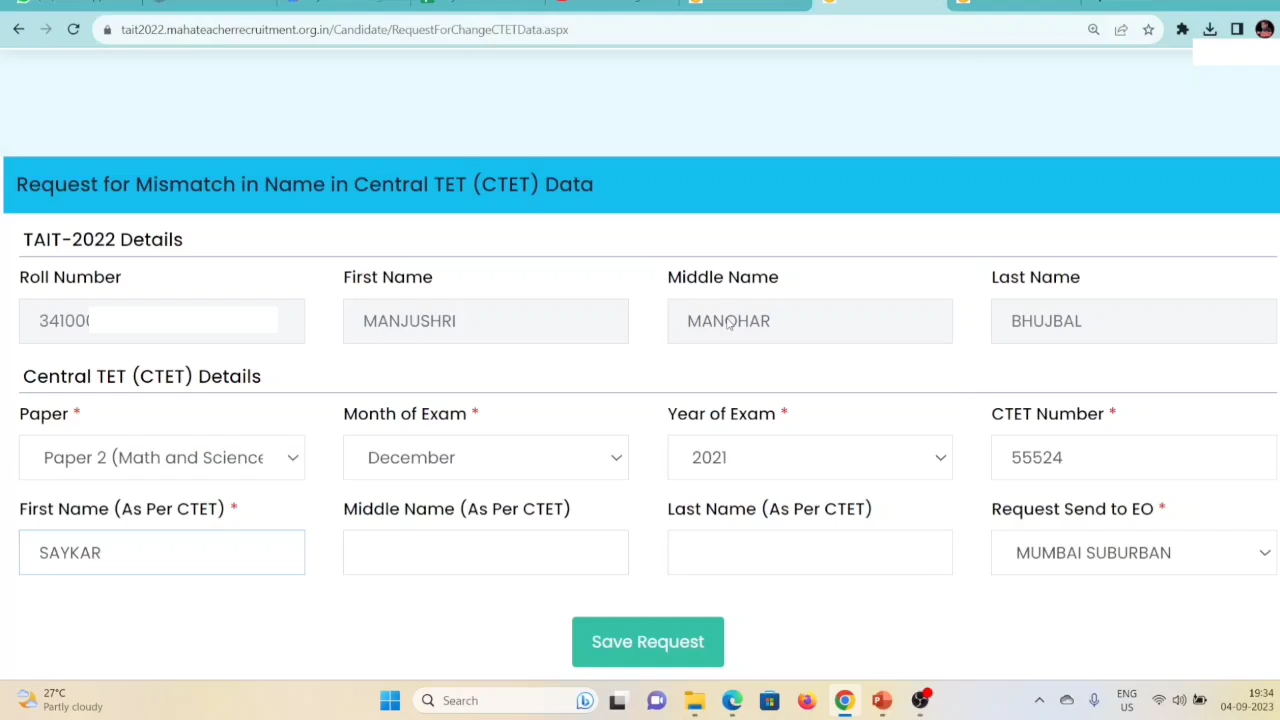 tait2022.mahateacherrecruitment.org.in/Candidate/RequestForChangeCTETData.aspx
Request for Mismatch in Name in Central TET (CTET) Data
TAIT-2022 Details
Roll Number First Name Middle Name Last Name
34100 MANJUSHRI MANOHAR BHUJBAL
Central TET (CTET) Details
Paper * Month of Exam * Year of Exam * CTET Number *
Paper 2 (Math and Science December 2021 55524
First Name (As Per CTET) * Middle Name (As Per CTET) Last Name (As Per CTET) Request Send to EO *
SAYKAR MUMBAI SUBURBAN
Save Request
27°C
Partly cloudy
Search
ENG
US
19:34
04-09-2023